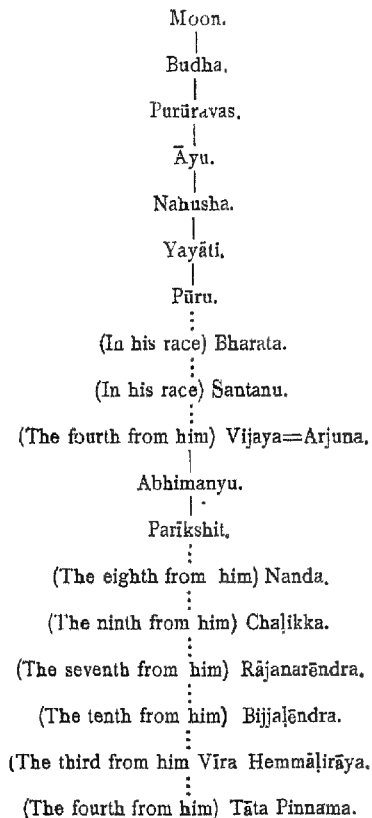 Moon.
Budha.
Purūravas.
Āyu.
Nahusha.
Yayāti.
Pūru.
(In his race) Bharata.
(In his race) Santanu.
(The fourth from him) Vijaya=Arjuna.
Abhimanyu.
Parīkshit.
(The eighth from him) Nanda.
(The ninth from him) Chaḷikka.
(The seventh from him) Rājanarēndra.
(The tenth from him) Bijjaḷēndra.
(The third from him Vīra Hemmāḷirāya.
(The fourth from him) Tāta Pinnama.